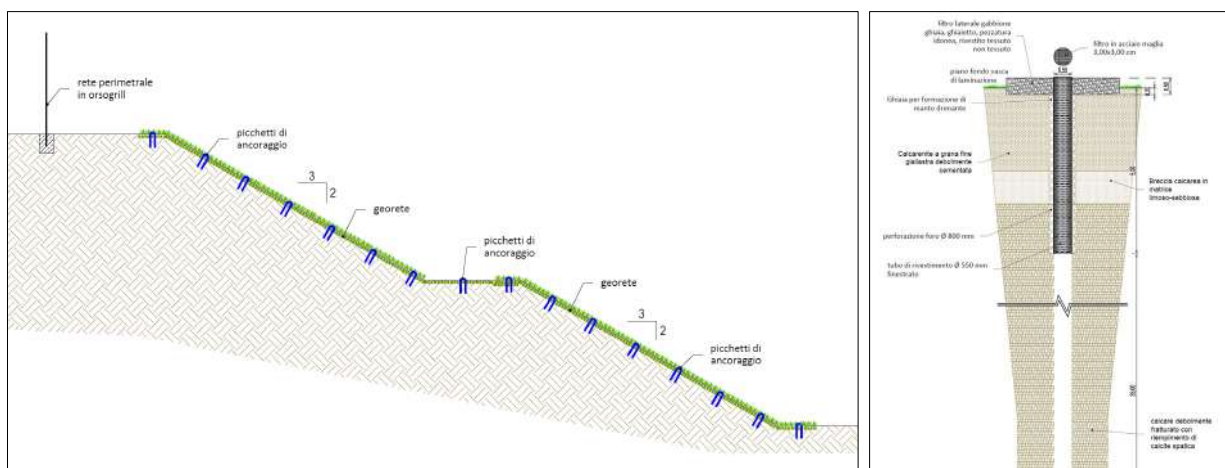 rete perimetrale
in orsogrill
picchetti di
ancoraggio
3
2
georete
picchetti di
ancoraggio
georete
3
2
picchetti di
ancoraggio
filtro laterale gabbione
ghiaia, ghiaietto, pezzatura
idonea, rivestito tessuto
non tessuto
filtro in acciaio maglia
3,00x3,00 cm
piano fondo vasca
di laminazione
Ghiaia per formazione di
manto drenante
Calcarenite a grana fine
giallastra debolmente
cementata
Breccia calcarea in
matrice
limoso-sabbiosa
perforazione foro Ø 800 mm
tubo di rivestimento Ø 550 mm
finestrato
calcare debolmente
fratturato con
riempimento di
calcite spatica